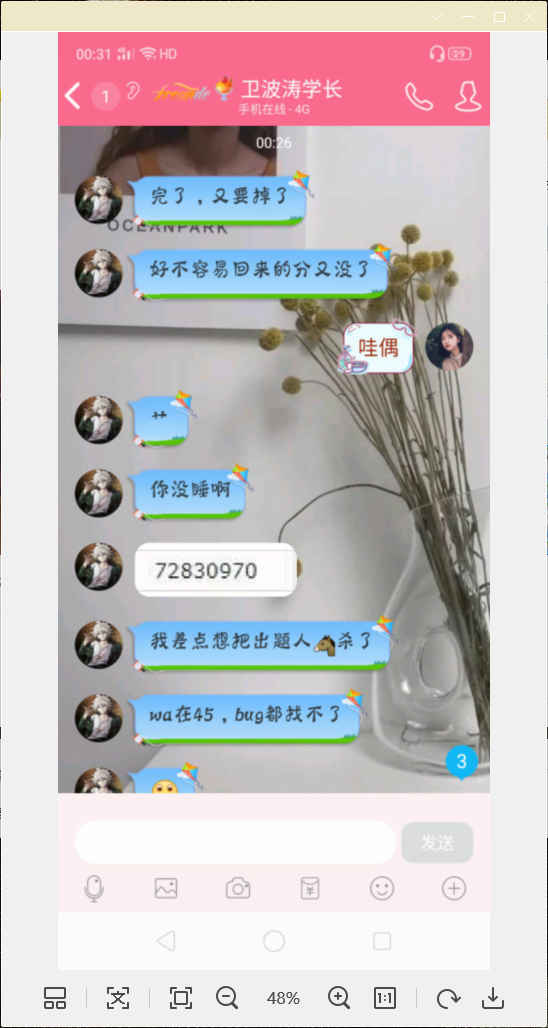 00:31 4G HD 29
1 Freunde 卫波涛学长
手机在线 - 4G
00:26
完了，又要掉了
OCEANPARK
好不容易回来的分又没了
哇偶
艹
你没睡啊
72830970
我差点想把出题人🐴杀了
wa在45，bug都找不了
3
发送
48% 1:1